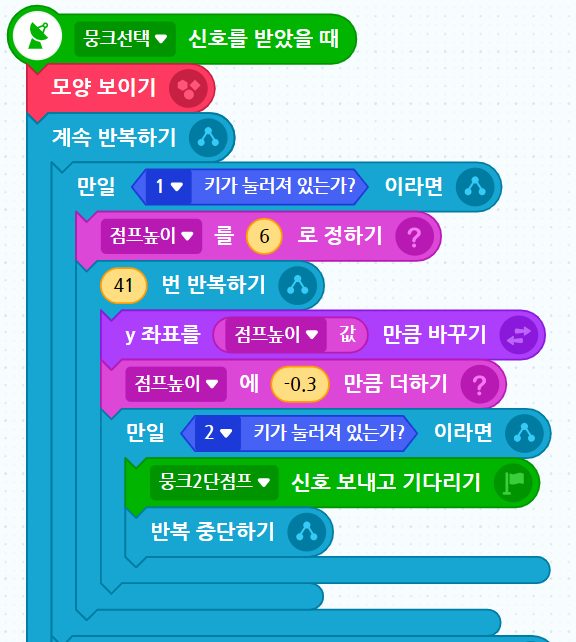 뭉크선택 신호를 받았을 때
모양 보이기
계속 반복하기
만일 1 키가 눌러져 있는가? 이라면
점프높이 를 6 로 정하기 ?
41 번 반복하기
y 좌표를 점프높이 값 만큼 바꾸기
점프높이 에 -0.3 만큼 더하기 ?
만일 2 키가 눌러져 있는가? 이라면
뭉크2단점프 신호 보내고 기다리기
반복 중단하기